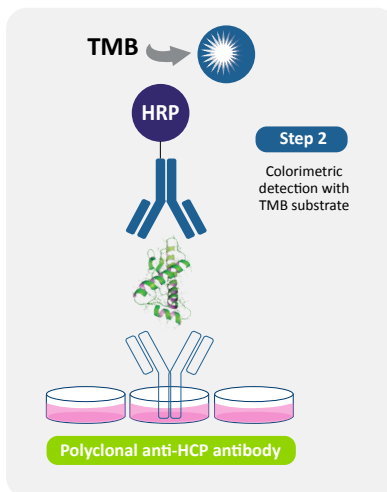 TMB
HRP
Step 2
Colorimetric
detection with
TMB substrate
Polyclonal anti-HCP antibody